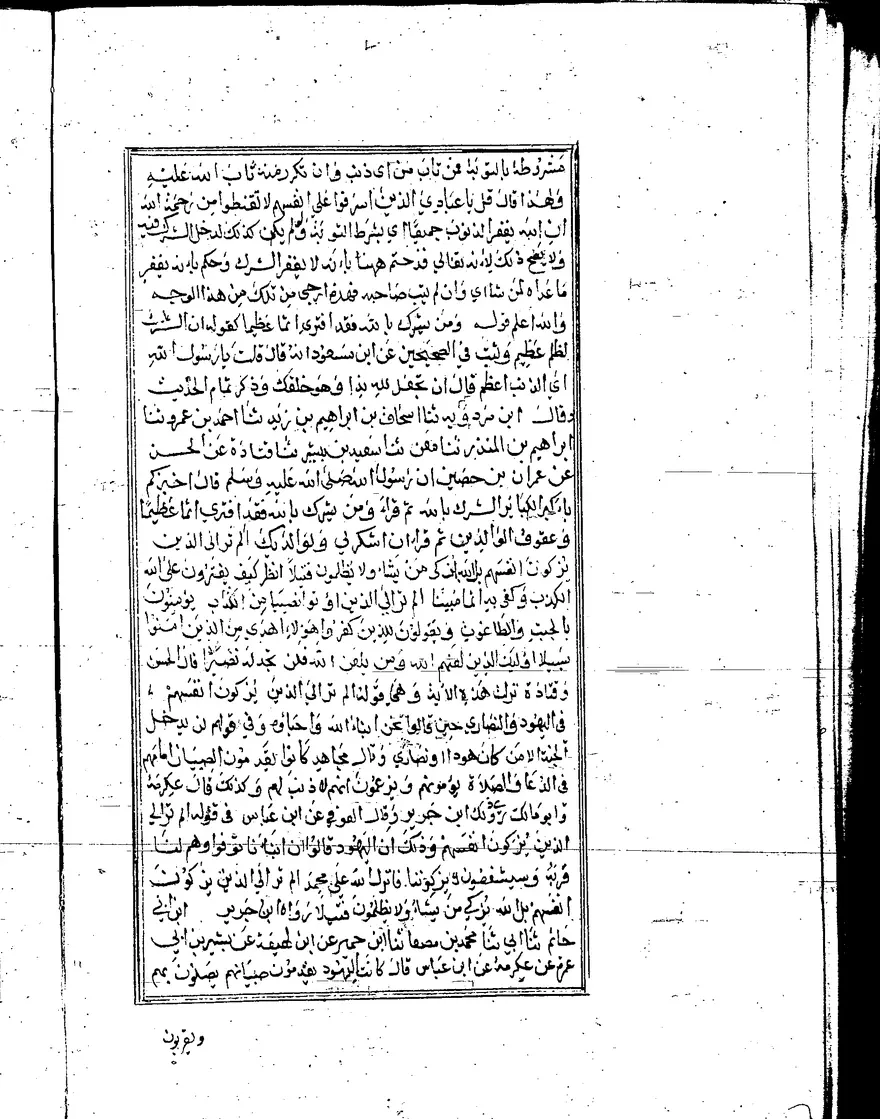 مشروطة بالتوبة فمن تاب من اي ذنب وان تكرر منه تاب الله عليه
ولهذا قال قل ياعبادي الذين اسرفوا على انفسهم لا تقنطوا من رحمة الله
ان الله يغفر الذنوب جميعا اي بشرط التوبة ولو لم يكن كذلك لدخل الشرك فيه
ولا يصح ذلك لانه تعالى قد حتم ههنا بانه لا يغفر الشرك وحكم بانه يغفر
ما عداه لمن شا اي وان لم يتب صاحبه فهذه ارجى من تلك من هذا الوجه
والله اعلم قوله ومن يشرك بالله فقد افترى اثما عظيما كقوله ان الشرك
لظلم عظيم وثبت في الصحيحين عن ابن مسعود انه قال قلت يارسول الله
اي الذنب اعظم قال ان تجعل لله ندا وهو خلقك وذكر تمام الحديث
وقال ابن مردويه ثنا اسحاق بن ابراهيم بن زيد ثنا احمد بن عمرو ثنا
ابراهيم بن المنذر ثنا معن ثنا سعيد بن بشير ثنا قتادة عن الحسن
عن عمران بن حصين ان رسول الله صلى الله عليه وسلم قال اخبركم
باكبر الكبائر الشرك بالله ثم قراء ومن يشرك بالله فقد افترى اثما عظيما
وعقوق الوالدين ثم قرا ان اشكر لي ولوالديك الم تر الى الذين
يزكون انفسهم بل الله يزكي من يشاء ولا يظلمون فتيلا انظر كيف يفترون على الله
الكذب وكفى به اثما مبينا الم تر الى الذين اوتوا نصيبا من الكتاب يؤمنون
بالجبت والطاغوت ويقولون للذين كفروا هؤلاء اهدى من الذين امنوا
سبيلا اوليك الذين لعنهم الله ومن يلعن الله فلن تجد له نصيرا قال الحسن
وقتادة نزلت هذه الاية وهي قوله الم تر الى الذين يزكون انفسهم
في اليهود والنصارى حين قالوا نحن ابناء الله واحباوه وفي قولهم لن يدخل
الجنة الا من كان هودا او نصارى وقال مجاهد كانوا يقدمون الصبيان امامهم
في الدعا والصلاة يؤمونهم ويزعمون انهم لا ذنب لهم وكذلك قال عكرمة
وابو مالك روى ذلك ابن جرير وقال العوفي عن ابن عباس في قوله الم تر الى
الذين يزكون انفسهم وذلك ان اليهود قالوا ان ابناءنا توفوا وهم لنا
قربة وسيشفعون ويزكوننا فانزل الله على محمد الم تر الى الذين يزكون
انفسهم بل الله يزكي من يشاء ولا يظلمون فتيلا رواه ابن جرير ابن ابي
حاتم ثنا ابي ثنا محمد بن مصفا ثنا ابن حمير عن ابن لهيعة عن بشير بن ابي
عمرو عن عكرمة عن ابن عباس قال كانت اليهود يقدمون صبيانهم يصلون بهم
ويقربون